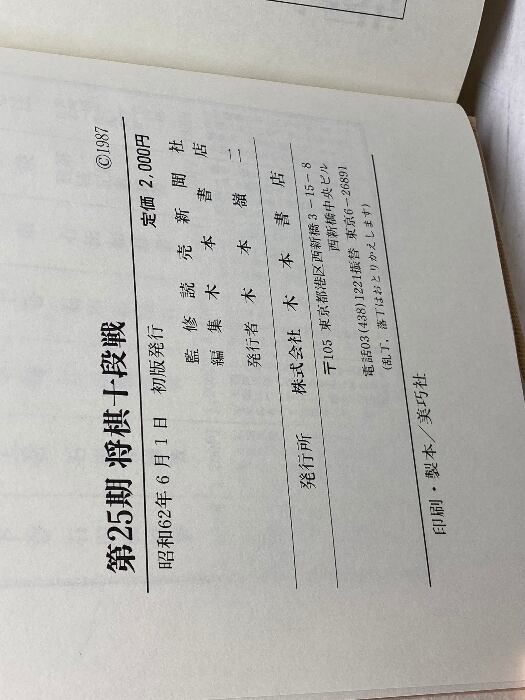 ©1987
第25期 将棋十段戦
定価 2,000円
昭和62年6月1日 初版発行
監修 読売新聞社
編集 木本書店
発行者 木本嶺二
発行所 株式会社 木本書店
〒105 東京都港区西新橋3-15-8
西新橋中央ビル
電話03(438)1221振替 東京6-26891
(乱丁、落丁はおとりかえします)
印刷・製本/美巧社